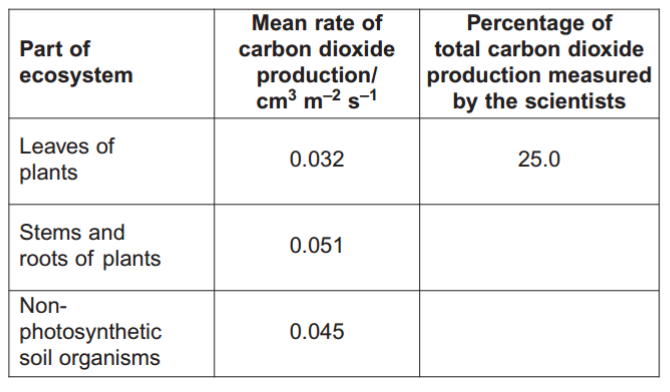 Part of
ecosystem
Mean rate of
carbon dioxide
production/
cm³ m⁻² s⁻¹
Percentage of
total carbon dioxide
production measured
by the scientists
Leaves of
plants
0.032
25.0
Stems and
roots of plants
0.051
Non-
photosynthetic
soil organisms
0.045